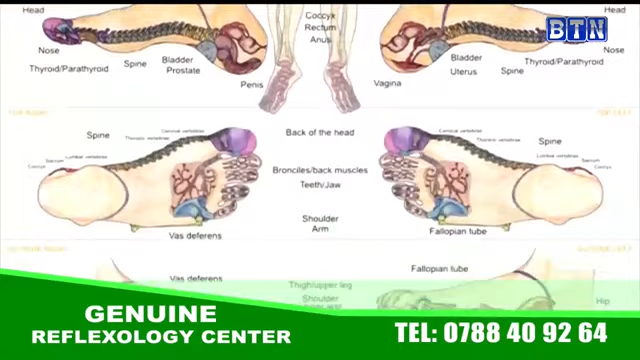 Head
Nose
Thyroid/Parathyroid
Spine
Bladder
Prostate
Penis
Coccyx
Rectum
Anus
BTN
Head
Nose
Thyroid/Parathyroid
Bladder
Uterus
Spine
Vagina
Spine
Cervical vertebrae
Thoracic vertebrae
Lumbar vertebrae
Sacrum
Coccyx
Back of the head
Bronciles/back muscles
Teeth/Jaw
Shoulder
Arm
Vas deferens
Cervical vertebrae
Thoracic vertebrae
Spine
Lumbar vertebrae
Sacrum
Coccyx
Fallopian tube
Vas deferens
Thigh/upper leg
Shoulder
Fallopian tube
Hip
GENUINE
REFLEXOLOGY CENTER
TEL: 0788 40 92 64